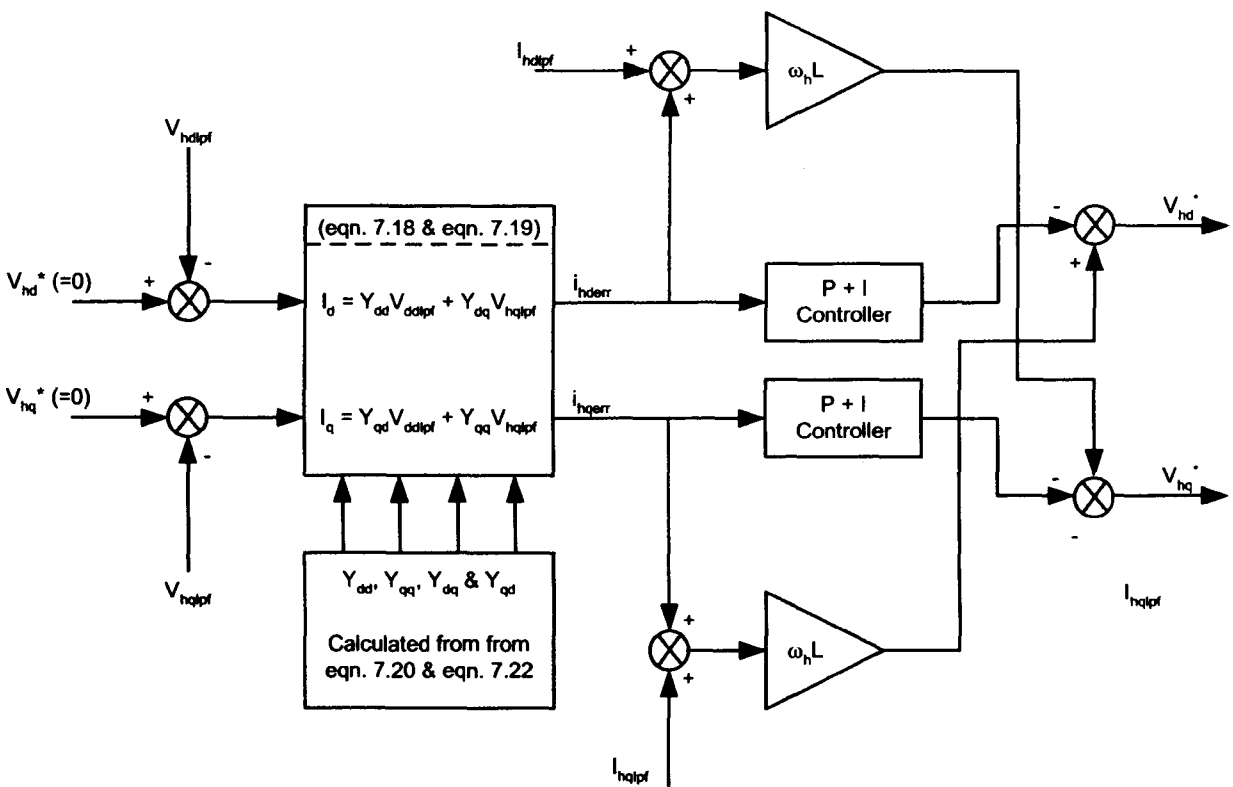 I_hdlpf
+
+
ω_h L
V_hdlpf
-
V_hd* (=0)
+
(eqn. 7.18 & eqn. 7.19)
I_d = Y_dd V_ddlpf + Y_dq V_hqlpf
i_hderr
P + I
Controller
-
+
V_hd*
V_hq* (=0)
+
-
I_q = Y_qd V_ddlpf + Y_qq V_hqlpf
i_hqerr
P + I
Controller
-
-
V_hq*
V_hqlpf
Y_dd, Y_qq, Y_dq & Y_qd
Calculated from from
eqn. 7.20 & eqn. 7.22
+
+
ω_h L
I_hqlpf
I_hqlpf